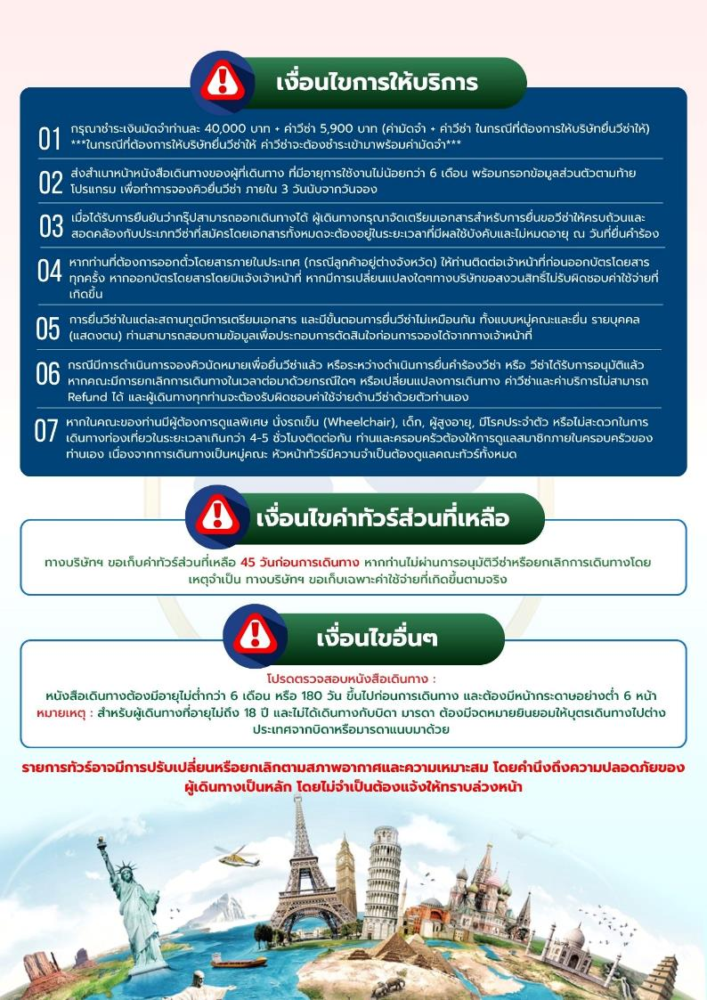 เงื่อนไขการให้บริการ
01 กรุณาชำระเงินมัดจำท่านละ 40,000 บาท + ค่าวีซ่า 5,900 บาท (ค่ามัดจำ + ค่าวีซ่า ในกรณีที่ต้องการให้บริษัทยื่นวีซ่าให้)
***ในกรณีที่ต้องการให้บริษัทยื่นวีซ่าให้ ค่าวีซ่าจะต้องชำระเข้ามาพร้อมค่ามัดจำ***
02 ส่งสำเนาหน้าหนังสือเดินทางของผู้ที่เดินทาง ที่มีอายุการใช้งานไม่น้อยกว่า 6 เดือน พร้อมกรอกข้อมูลส่วนตัวตามท้าย
โปรแกรม เพื่อทำการจองคิวยื่นวีซ่า ภายใน 3 วันนับจากวันจอง
03 เมื่อได้รับการยืนยันว่ากรุ๊ปสามารถออกเดินทางได้ ผู้เดินทางกรุณาจัดเตรียมเอกสารสำหรับการยื่นขอวีซ่าให้ครบถ้วนและ
สอดคล้องกับประเภทวีซ่าที่สมัครโดยเอกสารทั้งหมดจะต้องอยู่ในระยะเวลาที่มีผลใช้บังคับและไม่หมดอายุ ณ วันที่ยื่นคำร้อง
04 หากท่านที่ต้องการออกตั๋วโดยสารภายในประเทศ (กรณีลูกค้าอยู่ต่างจังหวัด) ให้ท่านติดต่อเจ้าหน้าที่ก่อนออกบัตรโดยสาร
ทุกครั้ง หากออกบัตรโดยสารโดยมิแจ้งเจ้าหน้าที่ หากมีการเปลี่ยนแปลงใดๆทางบริษัทขอสงวนสิทธิ์ไม่รับผิดชอบค่าใช้จ่ายที่
เกิดขึ้น
05 การยื่นวีซ่าในแต่ละสถานทูตมีการเตรียมเอกสาร และมีขั้นตอนการยื่นวีซ่าไม่เหมือนกัน ทั้งแบบหมู่คณะและยื่น รายบุคคล
(แสดงตน) ท่านสามารถสอบถามข้อมูลเพื่อประกอบการตัดสินใจก่อนการจองได้จากทางเจ้าหน้าที่
06 กรณีมีการดำเนินการจองคิวนัดหมายเพื่อยื่นวีซ่าแล้ว หรือระหว่างดำเนินการยื่นคำร้องวีซ่า หรือ วีซ่าได้รับการอนุมัติแล้ว
หากคณะมีการยกเลิกการเดินทางในเวลาต่อมาด้วยกรณีใดๆ หรือเปลี่ยนแปลงการเดินทาง ค่าวีซ่าและค่าบริการไม่สามารถ
Refund ได้ และผู้เดินทางทุกท่านจะต้องรับผิดชอบค่าใช้จ่ายด้านวีซ่าด้วยตัวท่านเอง
07 หากในคณะของท่านมีผู้ต้องการดูแลพิเศษ นั่งรถเข็น (Wheelchair), เด็ก, ผู้สูงอายุ, มีโรคประจำตัว หรือไม่สะดวกในการ
เดินทางท่องเที่ยวในระยะเวลาเกินกว่า 4-5 ชั่วโมงติดต่อกัน ท่านและครอบครัวต้องให้การดูแลสมาชิกภายในครอบครัวของ
ท่านเอง เนื่องจากการเดินทางเป็นหมู่คณะ หัวหน้าทัวร์มีความจำเป็นต้องดูแลคณะทัวร์ทั้งหมด
เงื่อนไขค่าทัวร์ส่วนที่เหลือ
ทางบริษัทฯ ขอเก็บค่าทัวร์ส่วนที่เหลือ 45 วันก่อนการเดินทาง หากท่านไม่ผ่านการอนุมัติวีซ่าหรือยกเลิกการเดินทางโดย
เหตุจำเป็น ทางบริษัทฯ ขอเก็บเฉพาะค่าใช้จ่ายที่เกิดขึ้นตามจริง
เงื่อนไขอื่นๆ
โปรดตรวจสอบหนังสือเดินทาง :
หนังสือเดินทางต้องมีอายุไม่ต่ำกว่า 6 เดือน หรือ 180 วัน ขึ้นไปก่อนการเดินทาง และต้องมีหน้ากระดาษอย่างต่ำ 6 หน้า
หมายเหตุ : สำหรับผู้เดินทางที่อายุไม่ถึง 18 ปี และไม่ได้เดินทางกับบิดา มารดา ต้องมีจดหมายยินยอมให้บุตรเดินทางไปต่าง
ประเทศจากบิดาหรือมารดาแนบมาด้วย
รายการทัวร์อาจมีการปรับเปลี่ยนหรือยกเลิกตามสภาพอากาศและความเหมาะสม โดยคำนึงถึงความปลอดภัยของ
ผู้เดินทางเป็นหลัก โดยไม่จำเป็นต้องแจ้งให้ทราบล่วงหน้า